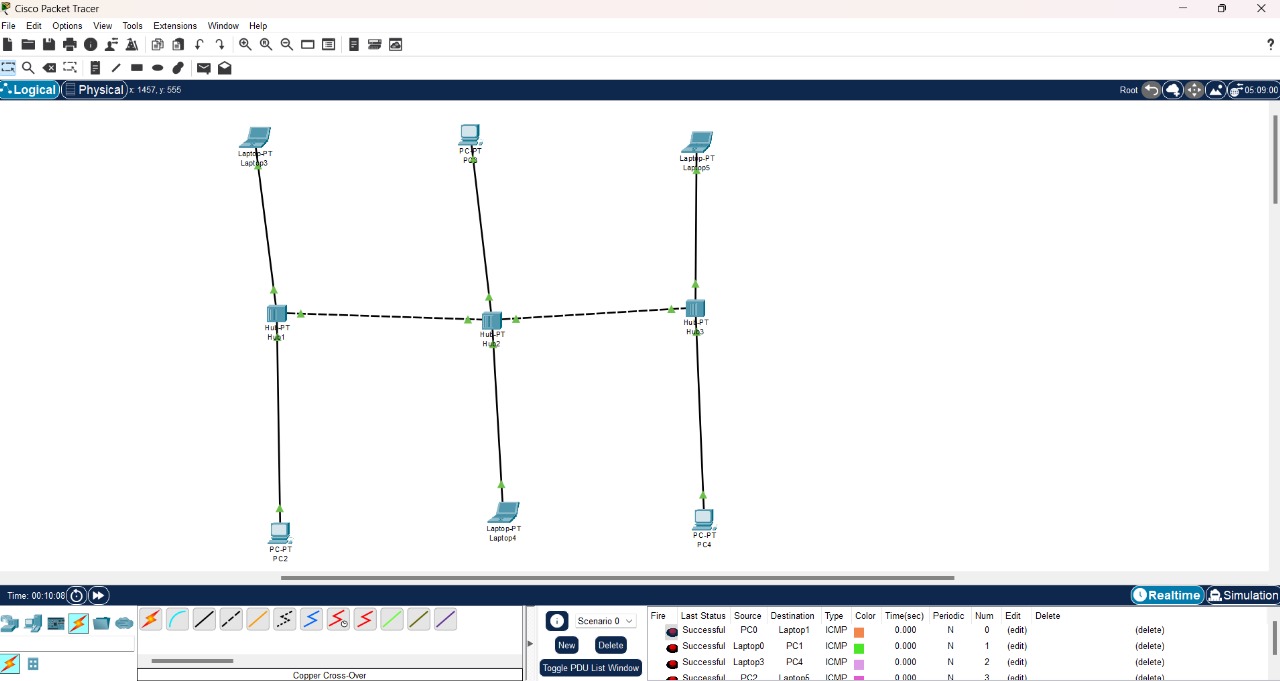 Cisco Packet Tracer
File Edit Options View Tools Extensions Window Help
?
Logical Physical x: 1457, y: 555 Root 05:09:00
Laptop-PT
Laptop3
PC-PT
PC3
Laptop-PT
Laptop5
Hub-PT
Hub1
Hub-PT
Hub2
Hub-PT
Hub3
PC-PT
PC2
Laptop-PT
Laptop4
PC-PT
PC4
Time: 00:10:08 Realtime Simulation
Scenario 0
New Delete
Toggle PDU List Window
Copper Cross-Over
Fire Last Status Source Destination Type Color Time(sec) Periodic Num Edit Delete
Successful PC0 Laptop1 ICMP 0.000 N 0 (edit) (delete)
Successful Laptop0 PC1 ICMP 0.000 N 1 (edit) (delete)
Successful Laptop3 PC4 ICMP 0.000 N 2 (edit) (delete)
Successful PC2 Laptop5 ICMP 0.000 N 3 (edit) (delete)